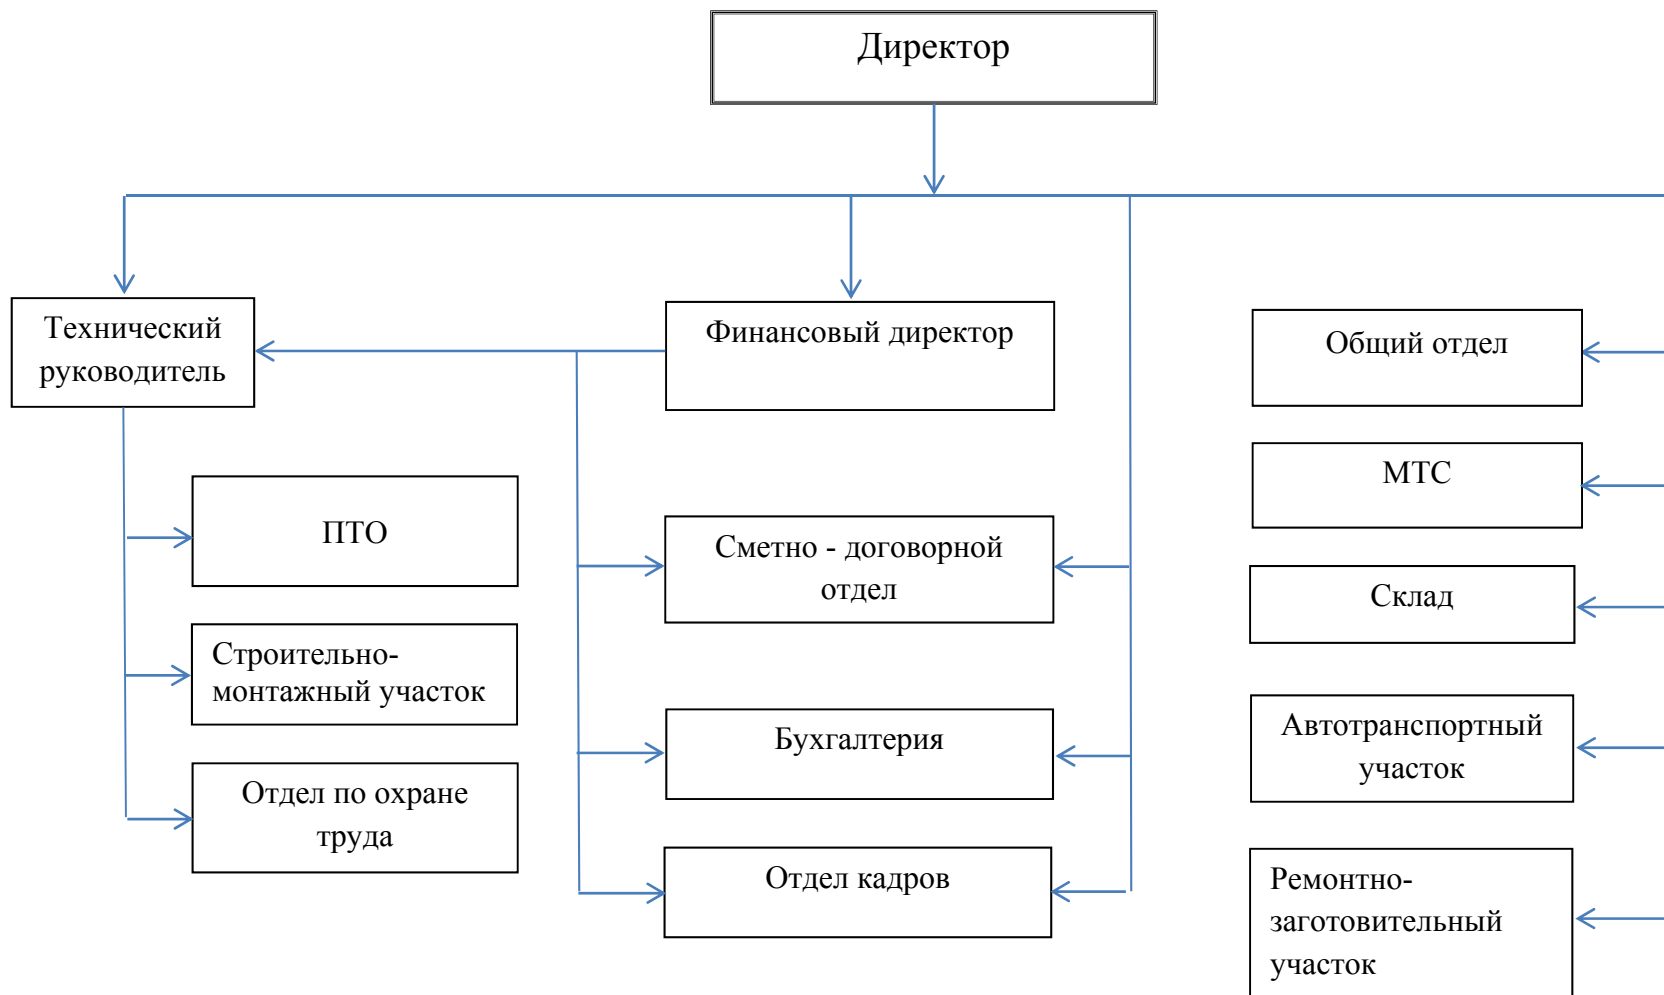 Директор
Технический
руководитель
Финансовый директор
Общий отдел
ПТО
Строительно-
монтажный участок
Отдел по охране
труда
Сметно - договорной
отдел
Бухгалтерия
Отдел кадров
МТС
Склад
Автотранспортный
участок
Ремонтно-
заготовительный
участок